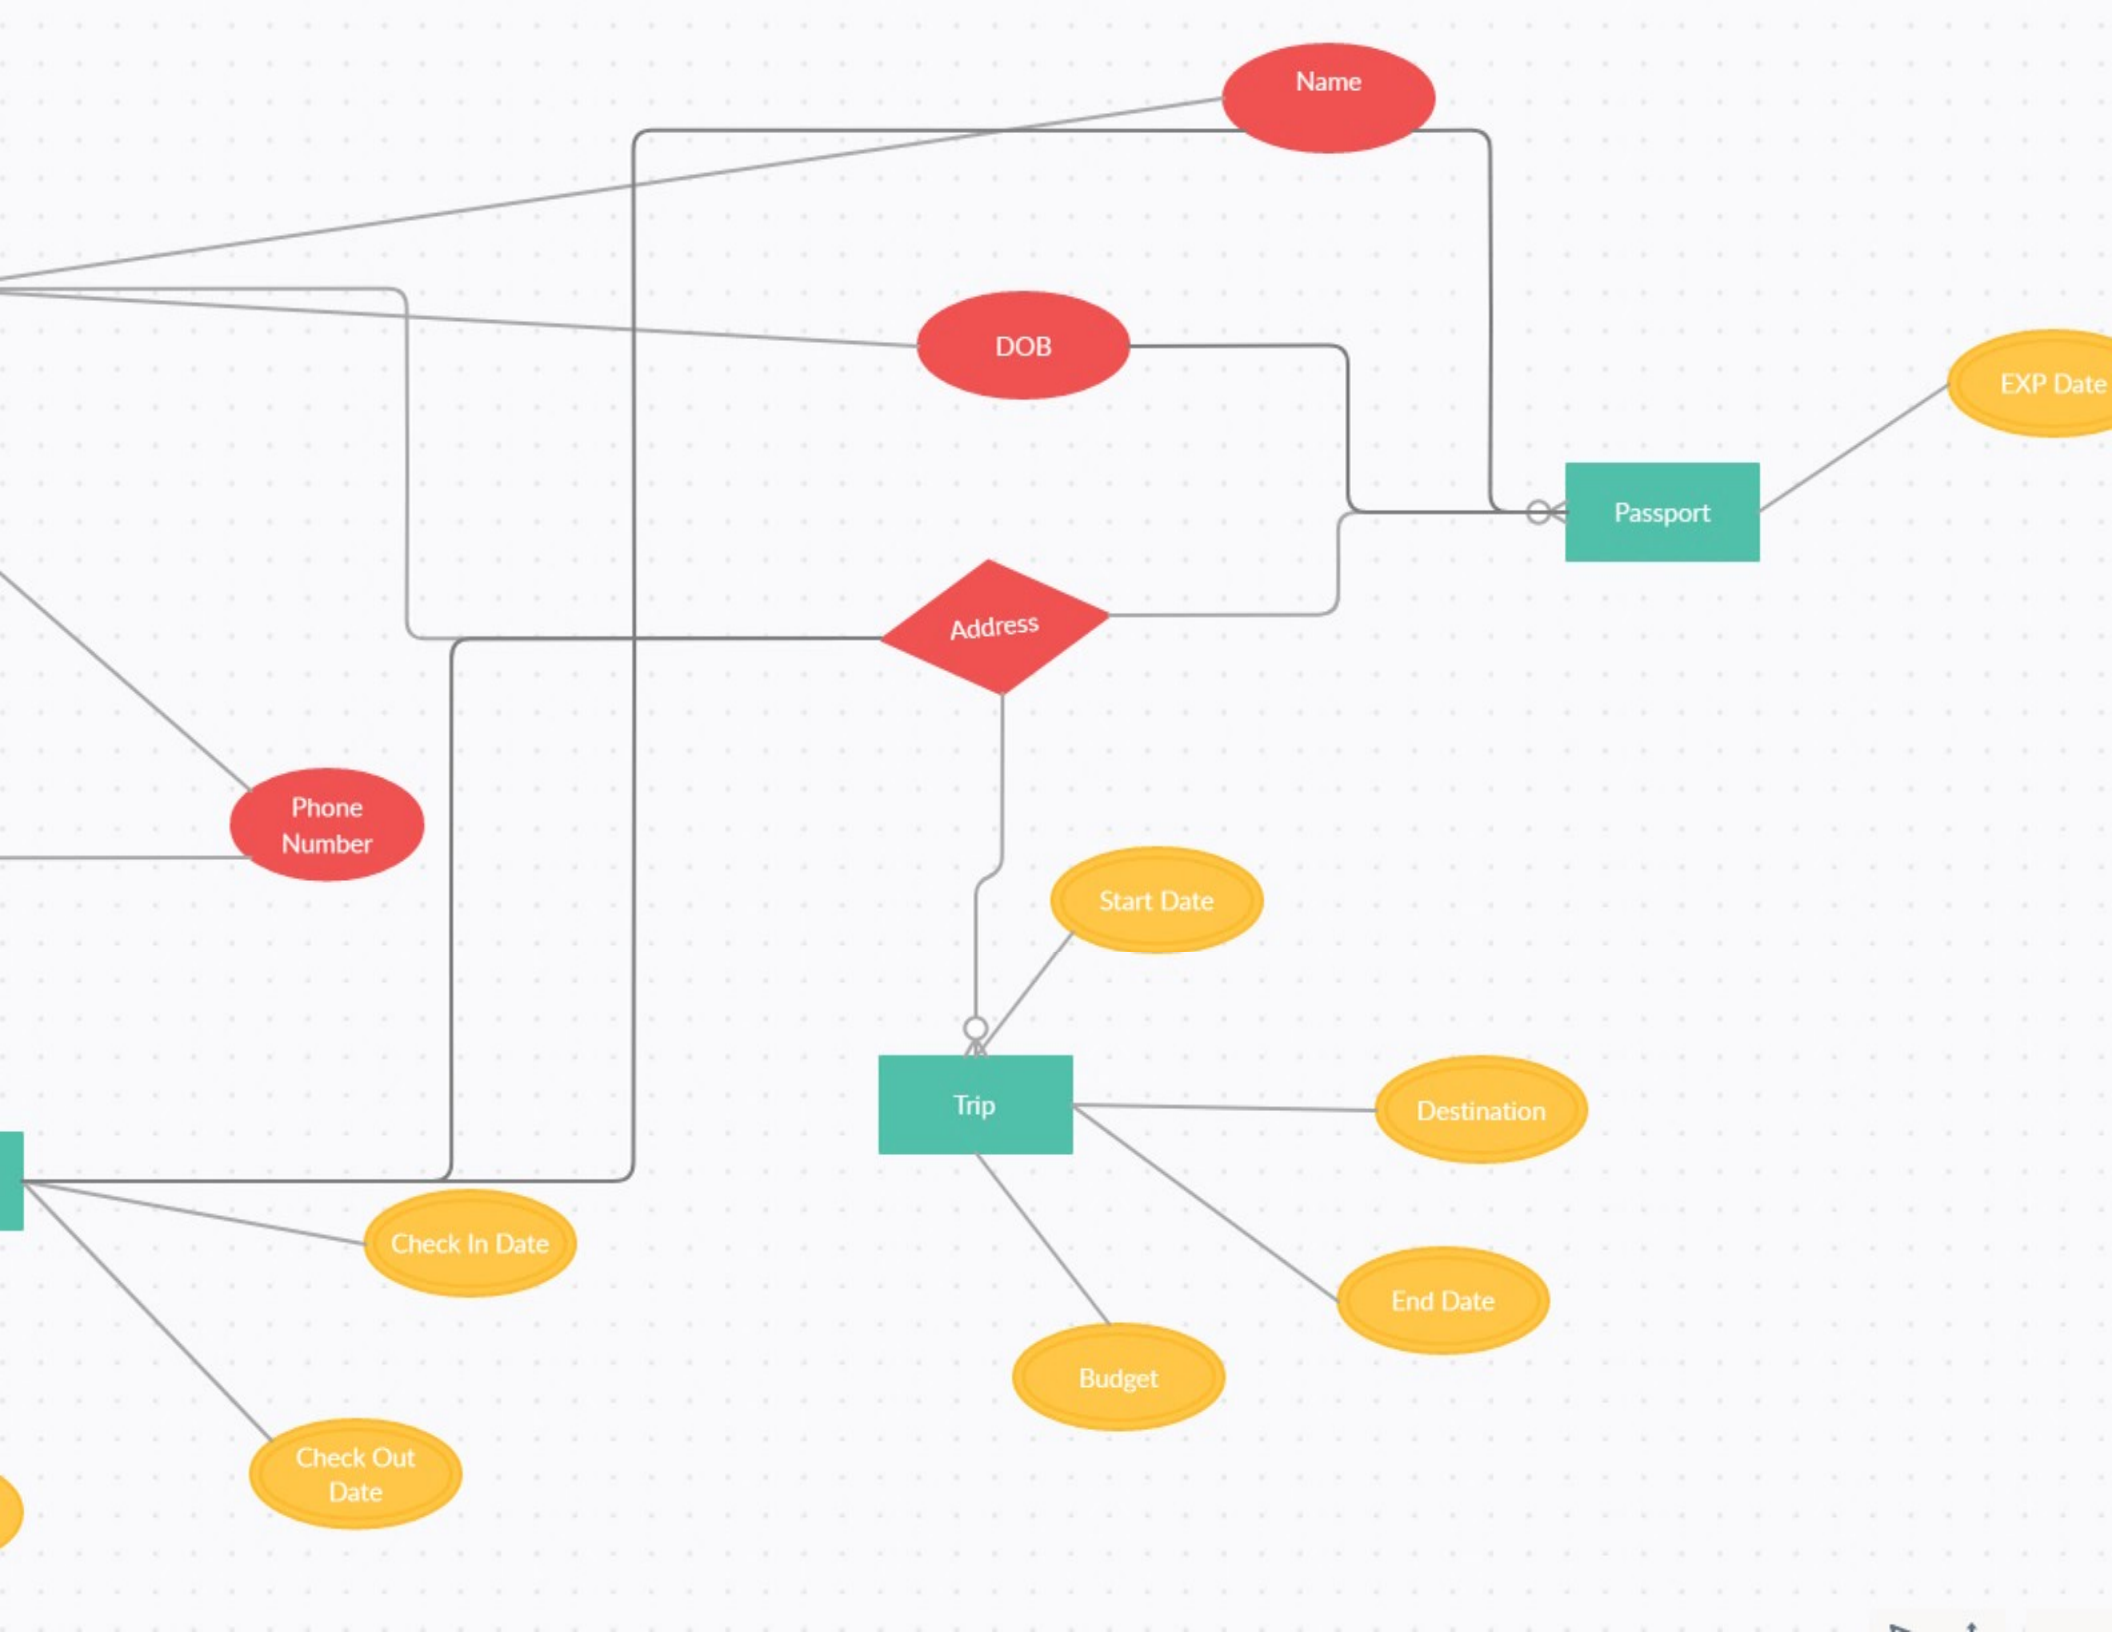 Name
DOB
EXP Date
Passport
Address
Phone
Number
Start Date
Trip
Destination
Check In Date
End Date
Budget
Check Out
Date